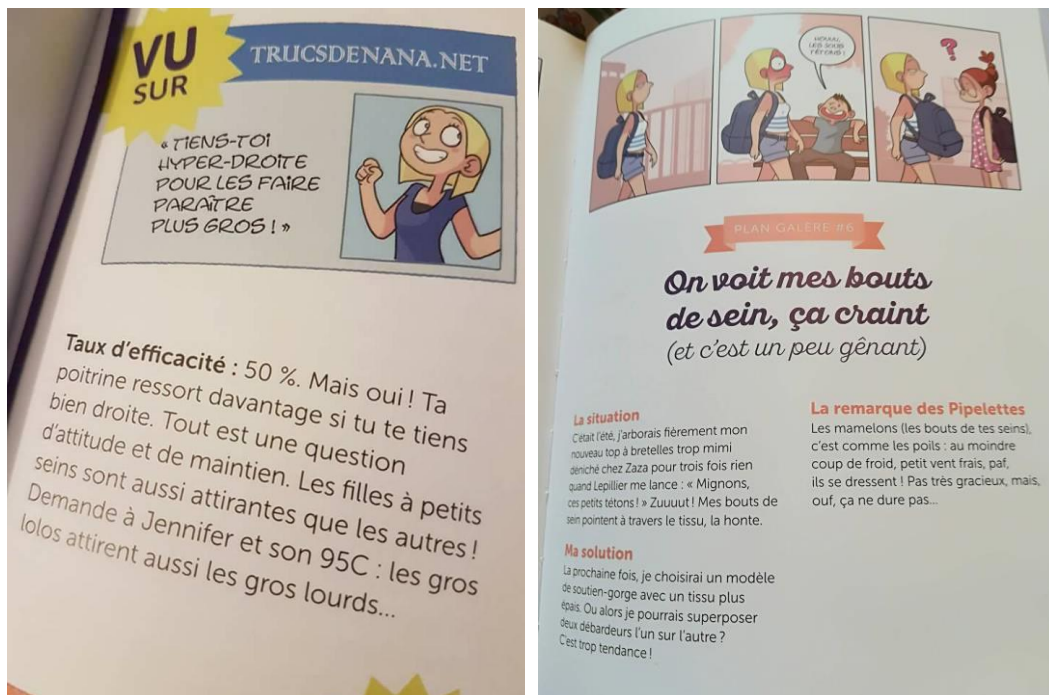 VU
SUR
TRUCSDENANA.NET
« TIENS-TOI
HYPER-DROITE
POUR LES FAIRE
PARAÎTRE
PLUS GROS ! »
Taux d'efficacité : 50 %. Mais oui ! Ta
poitrine ressort davantage si tu te tiens
bien droite. Tout est une question
d'attitude et de maintien. Les filles à petits
seins sont aussi attirantes que les autres !
Demande à Jennifer et son 95C : les gros
lolos attirent aussi les gros lourds...
LES
?
PLAN GALÈRE #6
On voit mes bouts
de sein, ça craint
(et c'est un peu gênant)
La situation
C'était l'été, j'arborais fièrement mon
nouveau top à bretelles trop mimi
déniché chez Zaza pour trois fois rien
quand Lepillier me lance : « Mignons,
ces petits tétons ! » Zuuuut ! Mes bouts de
sein pointent à travers le tissu, la honte.
Ma solution
La prochaine fois, je choisirai un modèle
de soutien-gorge avec un tissu plus
épais. Ou alors je pourrais superposer
deux débardeurs l'un sur l'autre ?
C'est trop tendance !
La remarque des Pipelettes
Les mamelons (les bouts de tes seins),
c'est comme les poils : au moindre
coup de froid, petit vent frais, paf,
ils se dressent ! Pas très gracieux, mais,
ouf, ça ne dure pas...